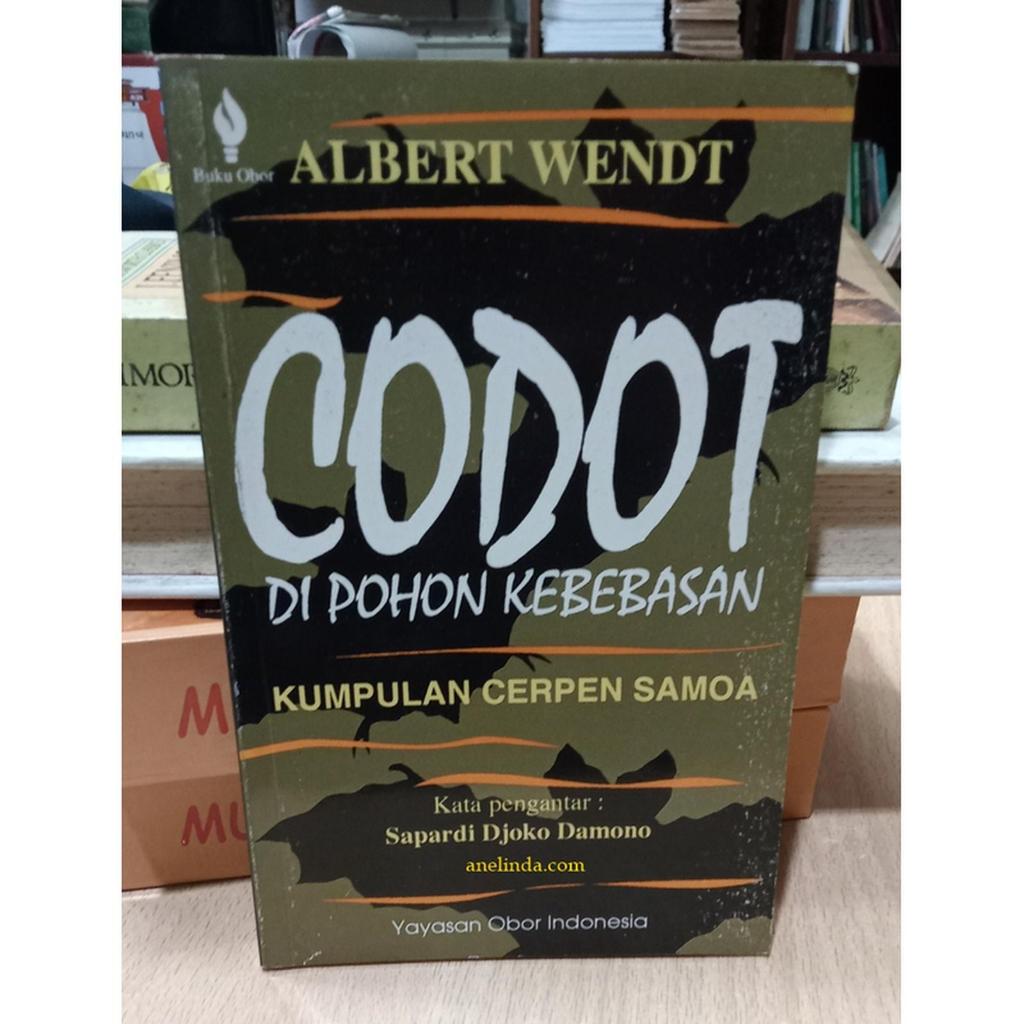 Buku Obor
ALBERT WENDT
CODOT
DI POHON KEBEBASAN
KUMPULAN CERPEN SAMOA
Kata pengantar :
Sapardi Djoko Damono
anelinda.com
Yayasan Obor Indonesia